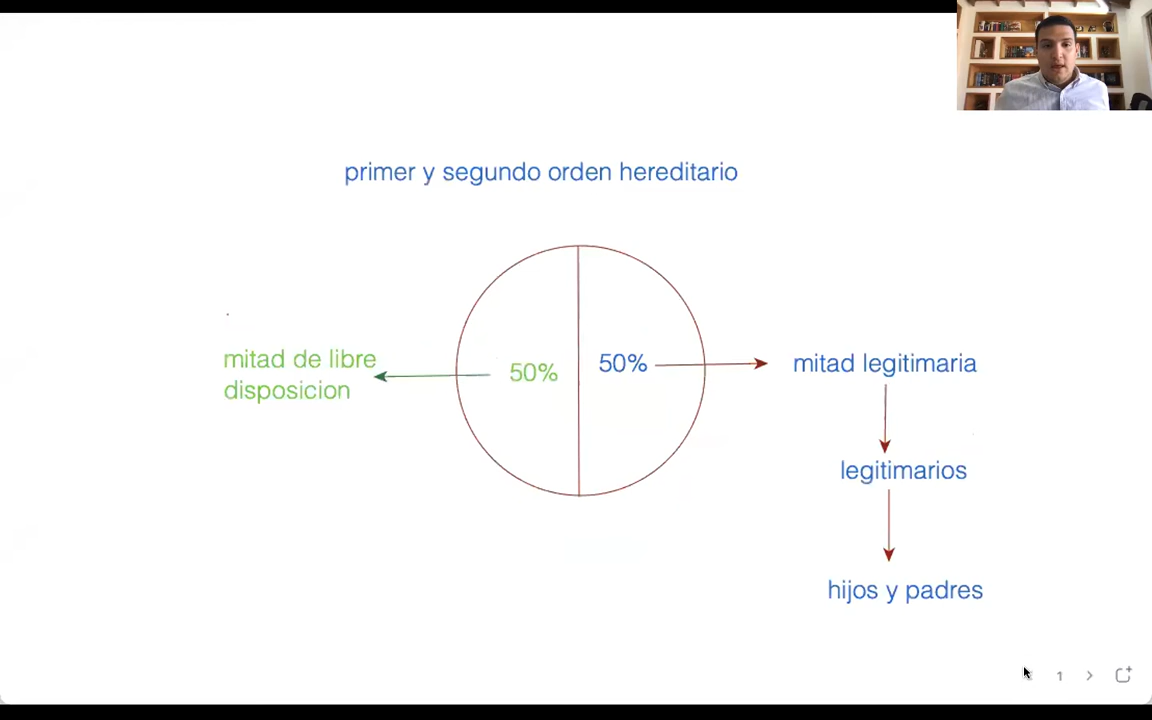 primer y segundo orden hereditario
mitad de libre
disposicion
50%
50%
mitad legitimaria
legitimarios
hijos y padres
1